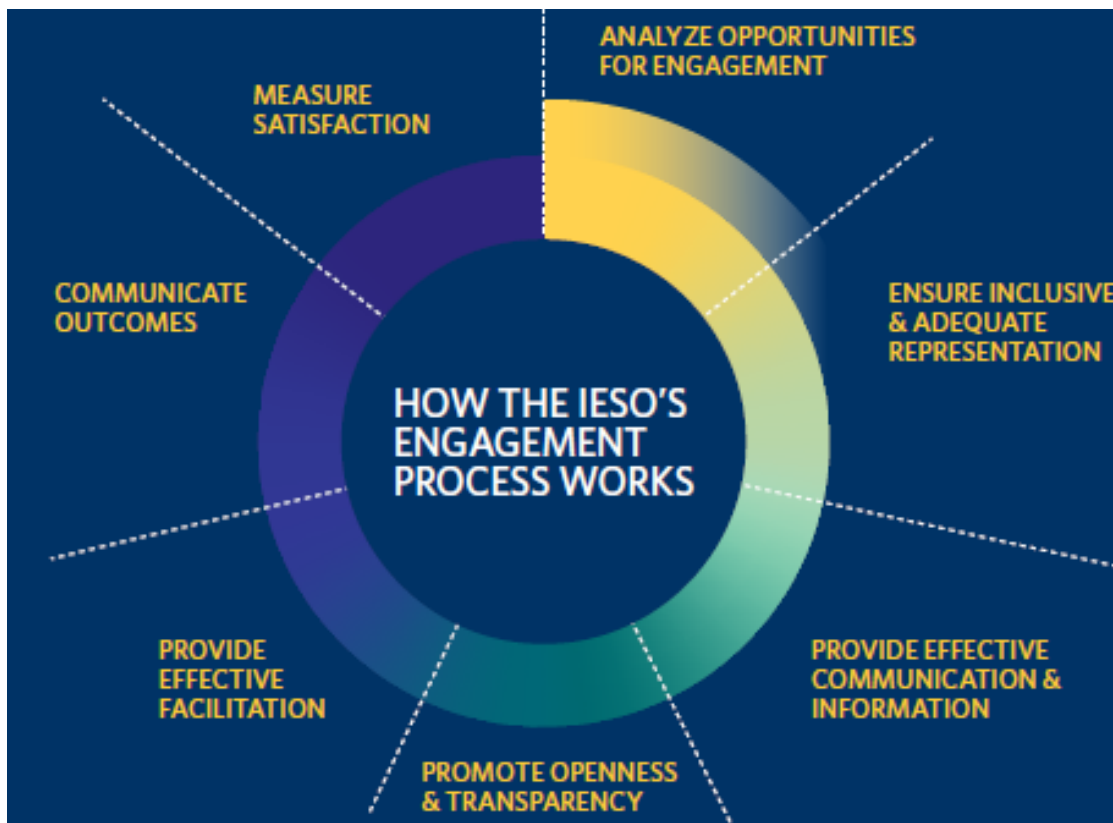 ANALYZE OPPORTUNITIES
FOR ENGAGEMENT
MEASURE
SATISFACTION
ENSURE INCLUSIVE
& ADEQUATE
REPRESENTATION
COMMUNICATE
OUTCOMES
HOW THE IESO'S
ENGAGEMENT
PROCESS WORKS
PROVIDE EFFECTIVE
COMMUNICATION &
INFORMATION
PROVIDE
EFFECTIVE
FACILITATION
PROMOTE OPENNESS
& TRANSPARENCY